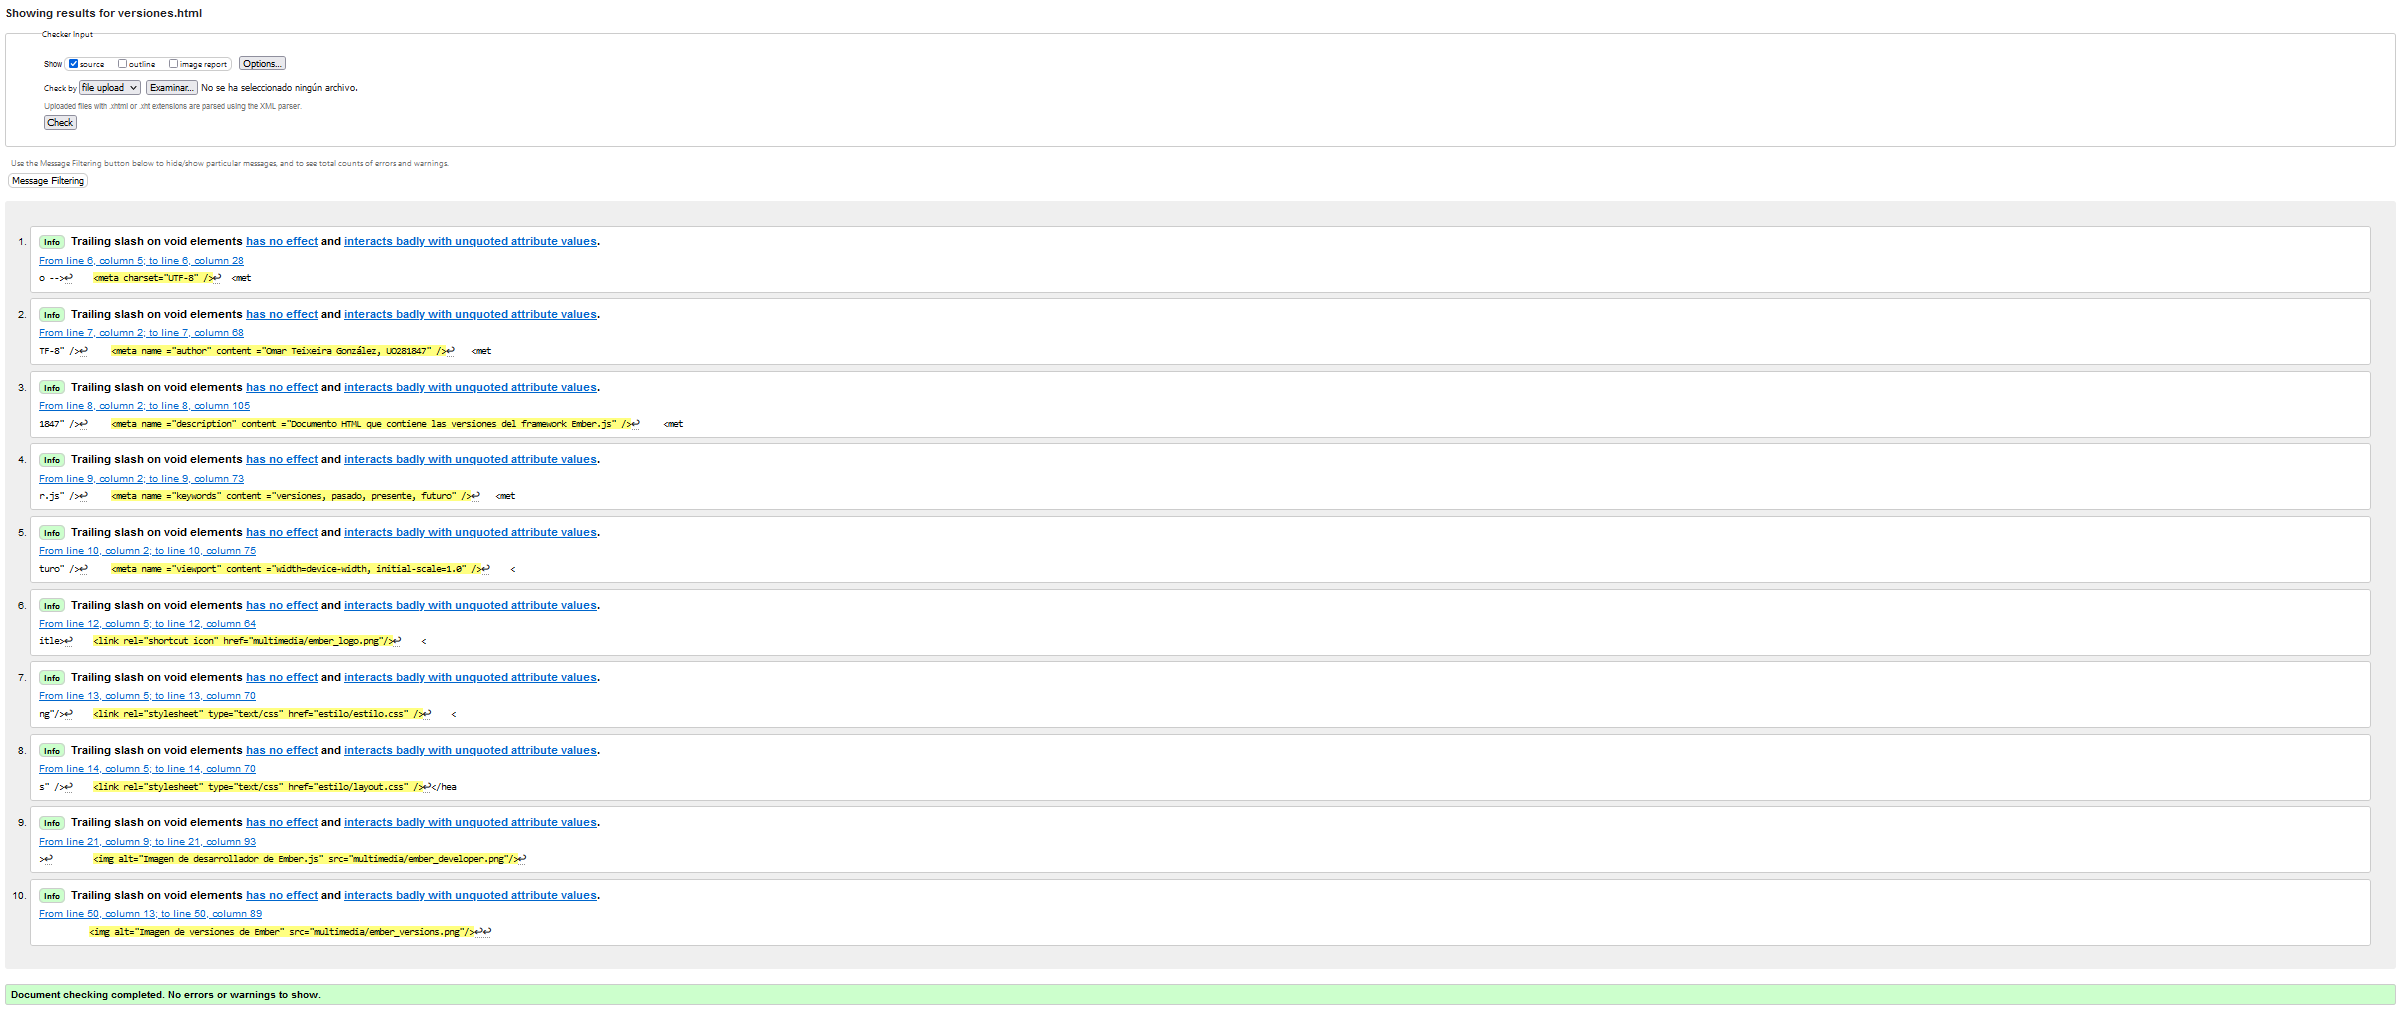 Showing results for versiones.html
Checker Input
Show source outline image report Options...
Check by file upload Examinar... No se ha seleccionado ningún archivo.
Uploaded files with .xhtml or .xht extensions are parsed using the XML parser.
Check
Use the Message Filtering button below to hide/show particular messages, and to see total counts of errors and warnings.
Message Filtering
1. Info Trailing slash on void elements has no effect and interacts badly with unquoted attribute values.
From line 6, column 5; to line 6, column 28
o -->↩ <meta charset="UTF-8" />↩ <met
2. Info Trailing slash on void elements has no effect and interacts badly with unquoted attribute values.
From line 7, column 2; to line 7, column 68
TF-8" />↩ <meta name ="author" content ="Omar Teixeira González, UO281847" />↩ <met
3. Info Trailing slash on void elements has no effect and interacts badly with unquoted attribute values.
From line 8, column 2; to line 8, column 105
1847" />↩ <meta name ="description" content ="Documento HTML que contiene las versiones del framework Ember.js" />↩ <met
4. Info Trailing slash on void elements has no effect and interacts badly with unquoted attribute values.
From line 9, column 2; to line 9, column 73
r.js" />↩ <meta name ="keywords" content ="versiones, pasado, presente, futuro" />↩ <met
5. Info Trailing slash on void elements has no effect and interacts badly with unquoted attribute values.
From line 10, column 2; to line 10, column 75
turo" />↩ <meta name ="viewport" content ="width=device-width, initial-scale=1.0" />↩ <
6. Info Trailing slash on void elements has no effect and interacts badly with unquoted attribute values.
From line 12, column 5; to line 12, column 64
itle>↩ <link rel="shortcut icon" href="multimedia/ember_logo.png"/>↩ <
7. Info Trailing slash on void elements has no effect and interacts badly with unquoted attribute values.
From line 13, column 5; to line 13, column 70
ng"/>↩ <link rel="stylesheet" type="text/css" href="estilo/estilo.css" />↩ <
8. Info Trailing slash on void elements has no effect and interacts badly with unquoted attribute values.
From line 14, column 5; to line 14, column 70
s" />↩ <link rel="stylesheet" type="text/css" href="estilo/layout.css" />↩</hea
9. Info Trailing slash on void elements has no effect and interacts badly with unquoted attribute values.
From line 21, column 9; to line 21, column 93
>↩ <img alt="Imagen de desarrollador de Ember.js" src="multimedia/ember_developer.png"/>↩
10. Info Trailing slash on void elements has no effect and interacts badly with unquoted attribute values.
From line 50, column 13; to line 50, column 89
<img alt="Imagen de versiones de Ember" src="multimedia/ember_versions.png"/>↩↩
Document checking completed. No errors or warnings to show.